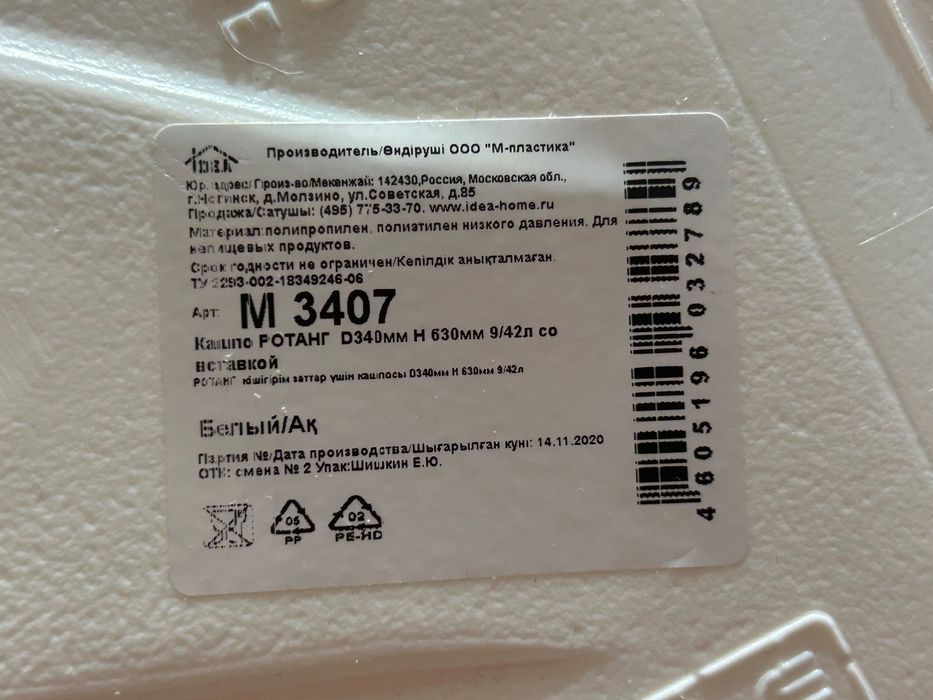 IDEA
Производитель/Өндіруші ООО "М-пластика"
Юр. адрес/Произ-во/Мекенжай: 142430,Россия, Московская обл.,
г.Ногинск, д.Молзино, ул.Советская, д.85
Продажа/Сатушы: (495) 775-33-70. www.idea-home.ru
Материал:полипропилен, полиэтилен низкого давления. Для
непищевых продуктов.
Срок годности не ограничен/Кепілдік анықталмаған.
ТУ 2293-002-18349246-06
Арт: М 3407
Кашпо РОТАНГ D340мм Н 630мм 9/42л со
вставкой
РОТАНГ кішігірім заттар үшін кашпосы D340мм Н 630мм 9/42л
Белый/Ақ
Партия №/Дата производства/Шығарылған күні: 14.11.2020
ОТК: смена № 2 Упак:Шишкин Е.Ю.
05
PP
02
PE-HD
4 605196 032789